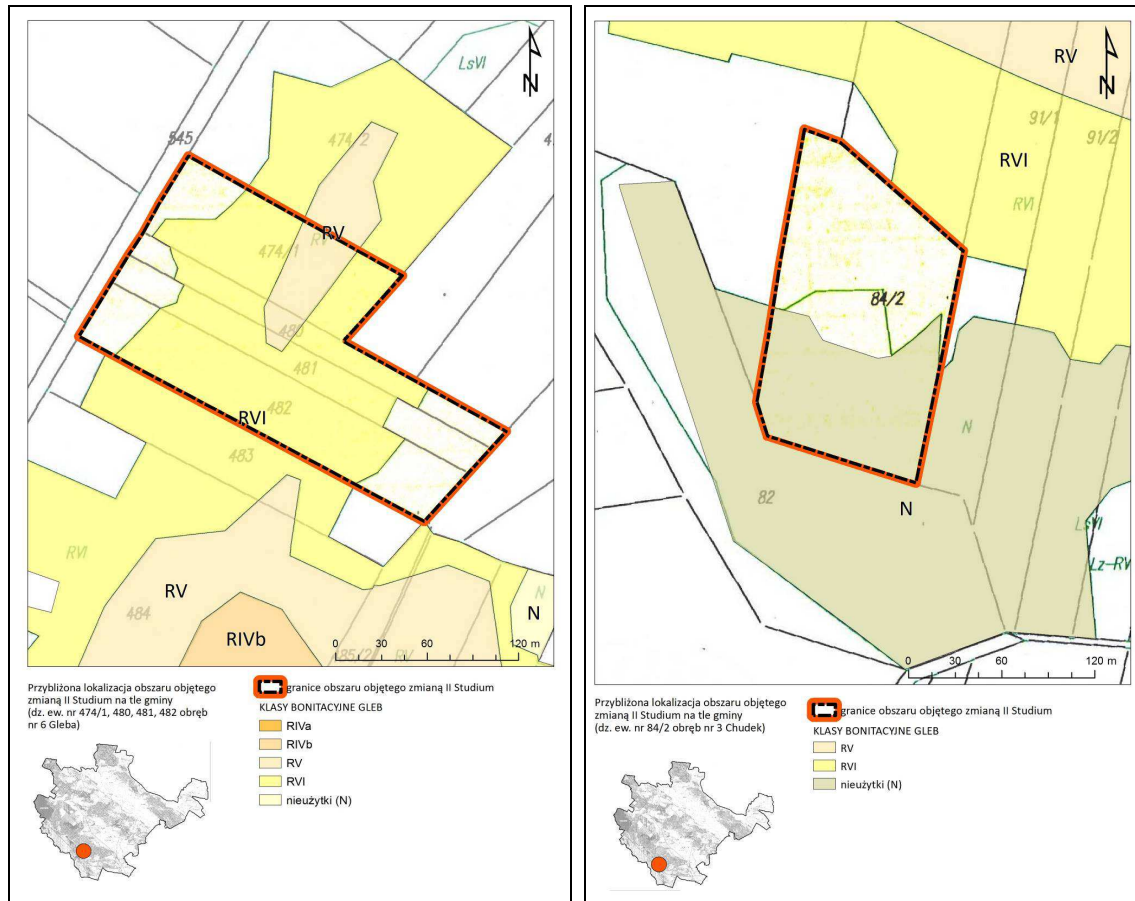 LsVI
N
545
474/2
RV
474/1
480
481
482
RVI
483
RVI
RV
484
N
N
RIVb
85/2
RV
0 30 60 120 m
Przybliżona lokalizacja obszaru objętego
zmianą II Studium na tle gminy
(dz. ew. nr 474/1, 480, 481, 482 obręb
nr 6 Gleba)
granice obszaru objętego zmianą II Studium
KLASY BONITACYJNE GLEB
RIVa
RIVb
RV
RVI
nieużytki (N)
RV
N
91/1
91/2
RVI
RVI
84/2
N
82
N
LsVI
Lz-RV
0 30 60 120 m
Przybliżona lokalizacja obszaru objętego
zmianą II Studium na tle gminy
(dz. ew. nr 84/2 obręb nr 3 Chudek)
granice obszaru objętego zmianą II Studium
KLASY BONITACYJNE GLEB
RV
RVI
nieużytki (N)